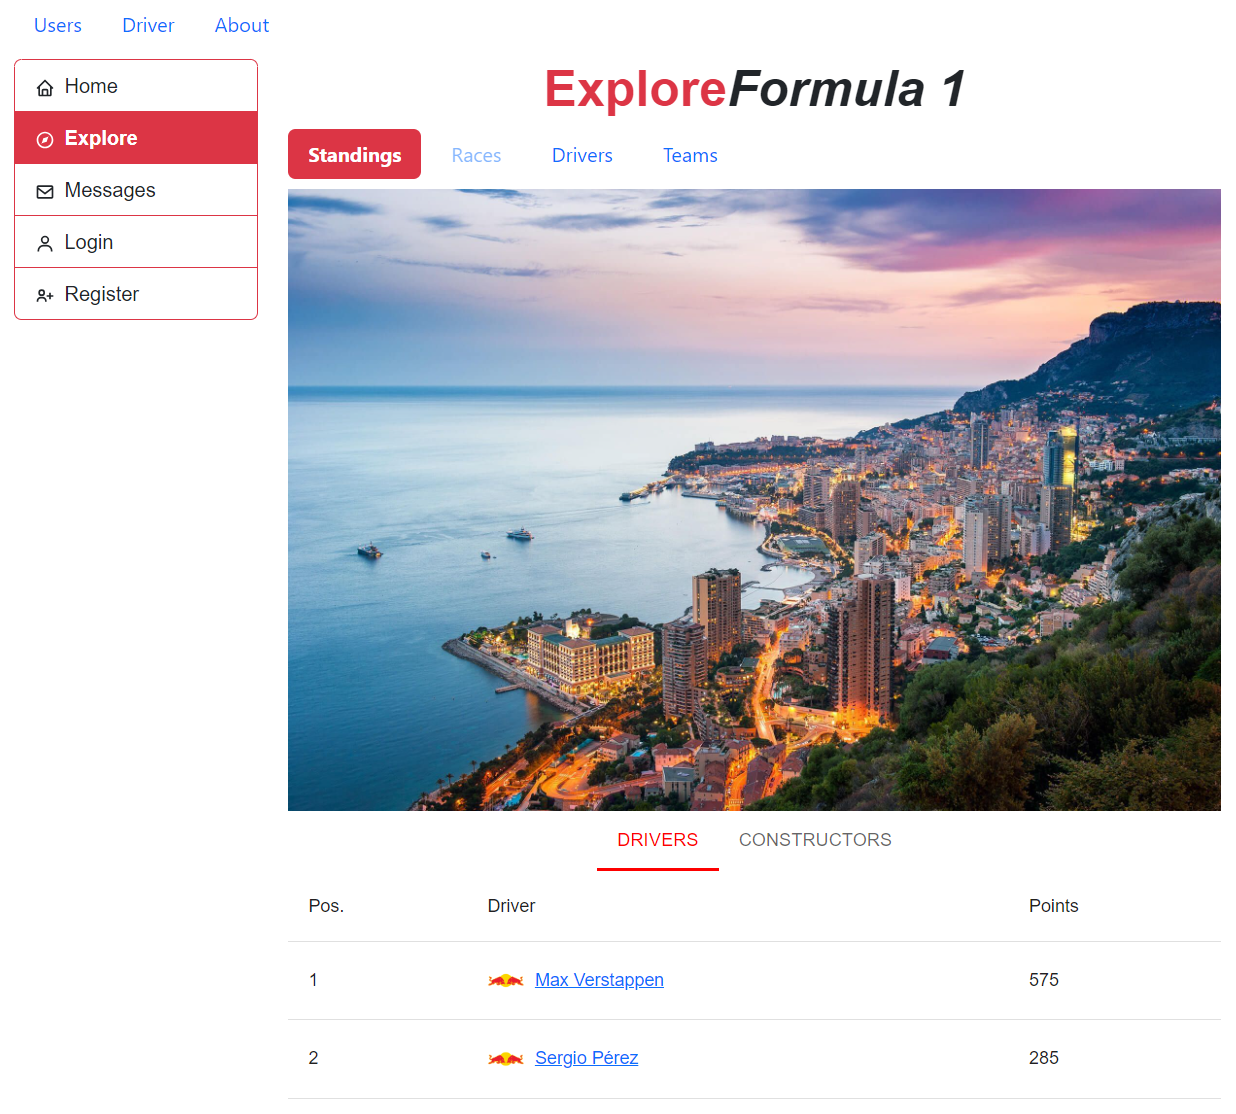 Users Driver About
Home
Explore
Messages
Login
Register
ExploreFormula 1
Standings Races Drivers Teams
DRIVERS CONSTRUCTORS
Pos. Driver Points
1 Max Verstappen 575
2 Sergio Pérez 285